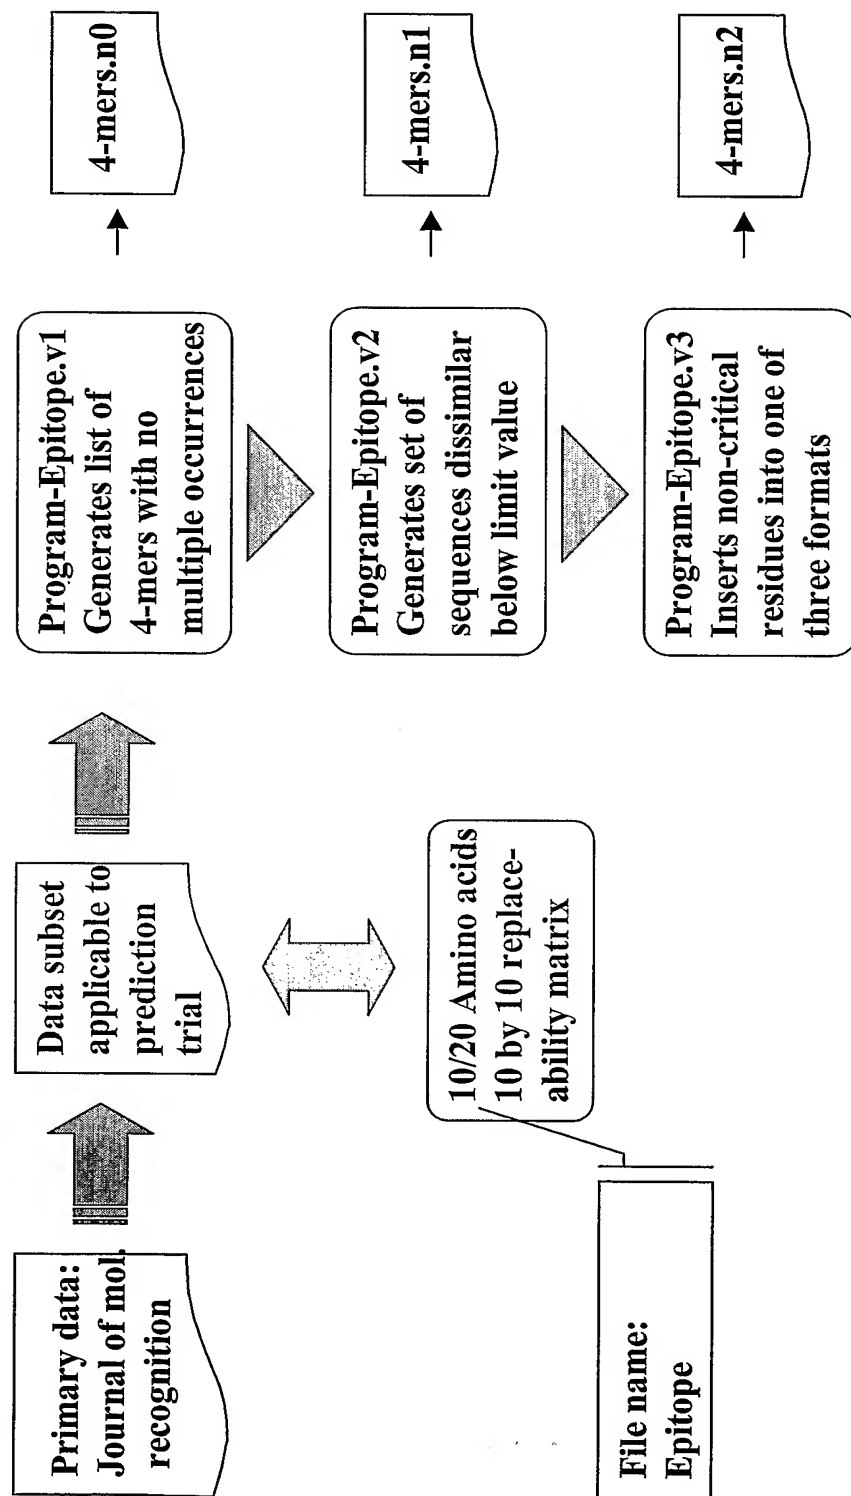 Primary data:
Journal of mol.
recognition
Data subset
applicable to
prediction
trial
Program-Epitope.v1
Generates list of
4-mers with no
multiple occurrences
4-mers.n0
Program-Epitope.v2
Generates set of
sequences dissimilar
below limit value
4-mers.n1
10/20 Amino acids
10 by 10 replace-
ability matrix
File name:
Epitope
Program-Epitope.v3
Inserts non-critical
residues into one of
three formats
4-mers.n2